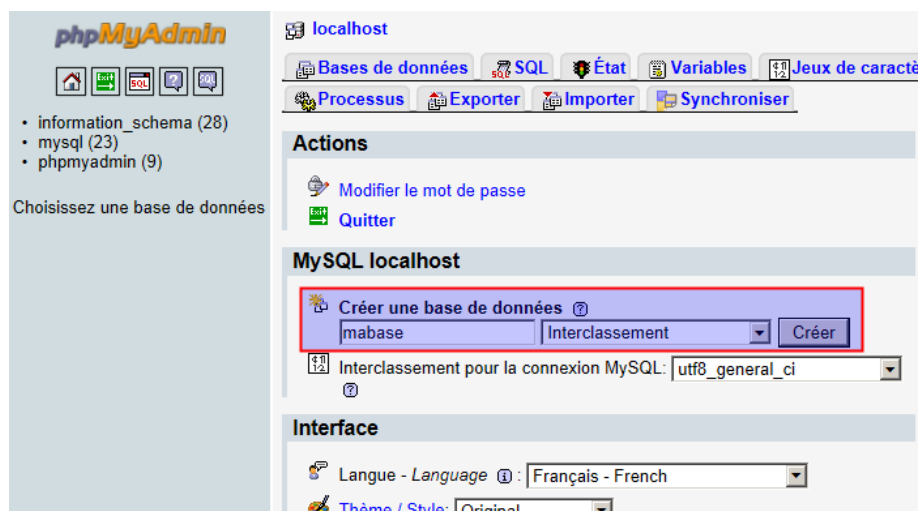 phpMyAdmin
information_schema (28)
mysql (23)
phpmyadmin (9)
Choisissez une base de données
localhost
Bases de données SQL État Variables Jeux de caractè
Processus Exporter Importer Synchroniser
Actions
Modifier le mot de passe
Quitter
MySQL localhost
Créer une base de données
mabase Interclassement Créer
Interclassement pour la connexion MySQL: utf8_general_ci
Interface
Langue - Language : Français - French
Thème / Style: Original